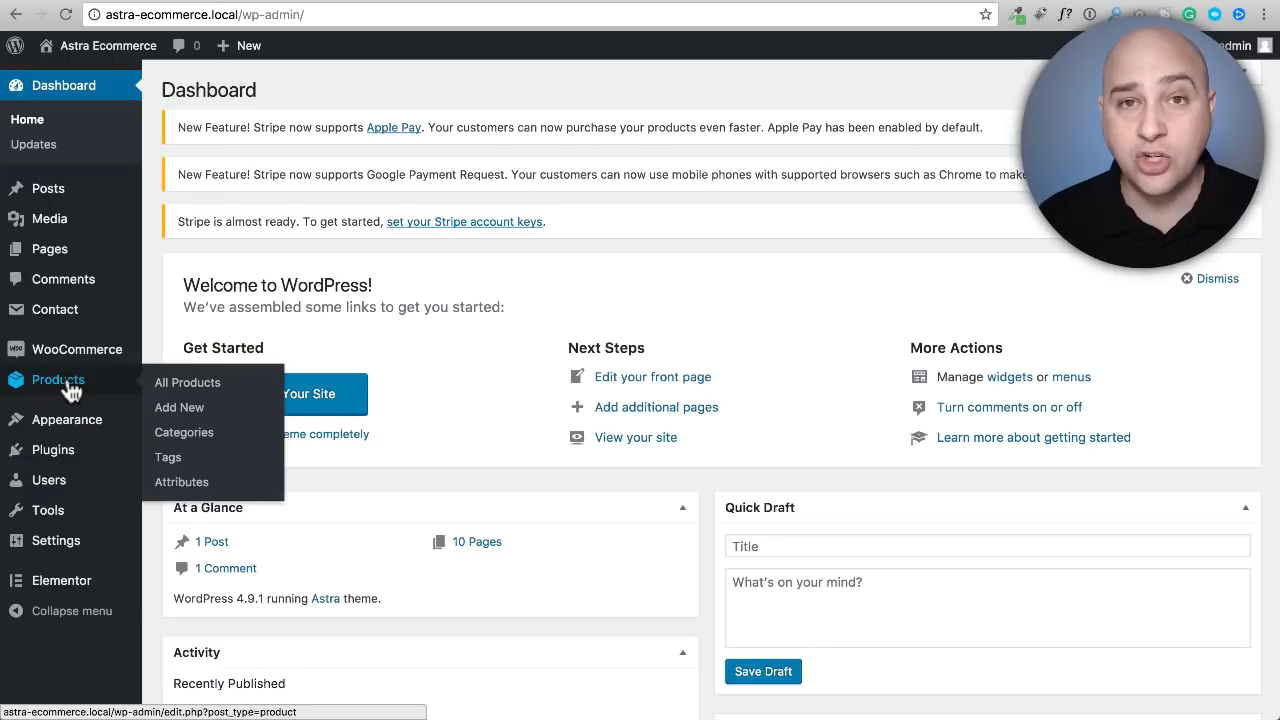 astra-ecommerce.local/wp-admin/
Astra Ecommerce
0
New
admin
Dashboard
Home
Updates
Posts
Media
Pages
Comments
Contact
WooCommerce
Products
Appearance
Plugins
Users
Tools
Settings
Elementor
Collapse menu
All Products
Add New
Categories
Tags
Attributes
Dashboard
New Feature! Stripe now supports Apple Pay. Your customers can now purchase your products even faster. Apple Pay has been enabled by default.
New Feature! Stripe now supports Google Payment Request. Your customers can now use mobile phones with supported browsers such as Chrome to
Stripe is almost ready. To get started, set your Stripe account keys.
Welcome to WordPress!
We've assembled some links to get you started:
Dismiss
Get Started
Your Site
completely
Next Steps
Edit your front page
Add additional pages
View your site
More Actions
Manage widgets or menus
Turn comments on or off
Learn more about getting started
At a Glance
1 Post
10 Pages
1 Comment
WordPress 4.9.1 running Astra theme.
Activity
Recently Published
Quick Draft
Title
What's on your mind?
Save Draft
astra-ecommerce.local/wp-admin/edit.php?post_type=product